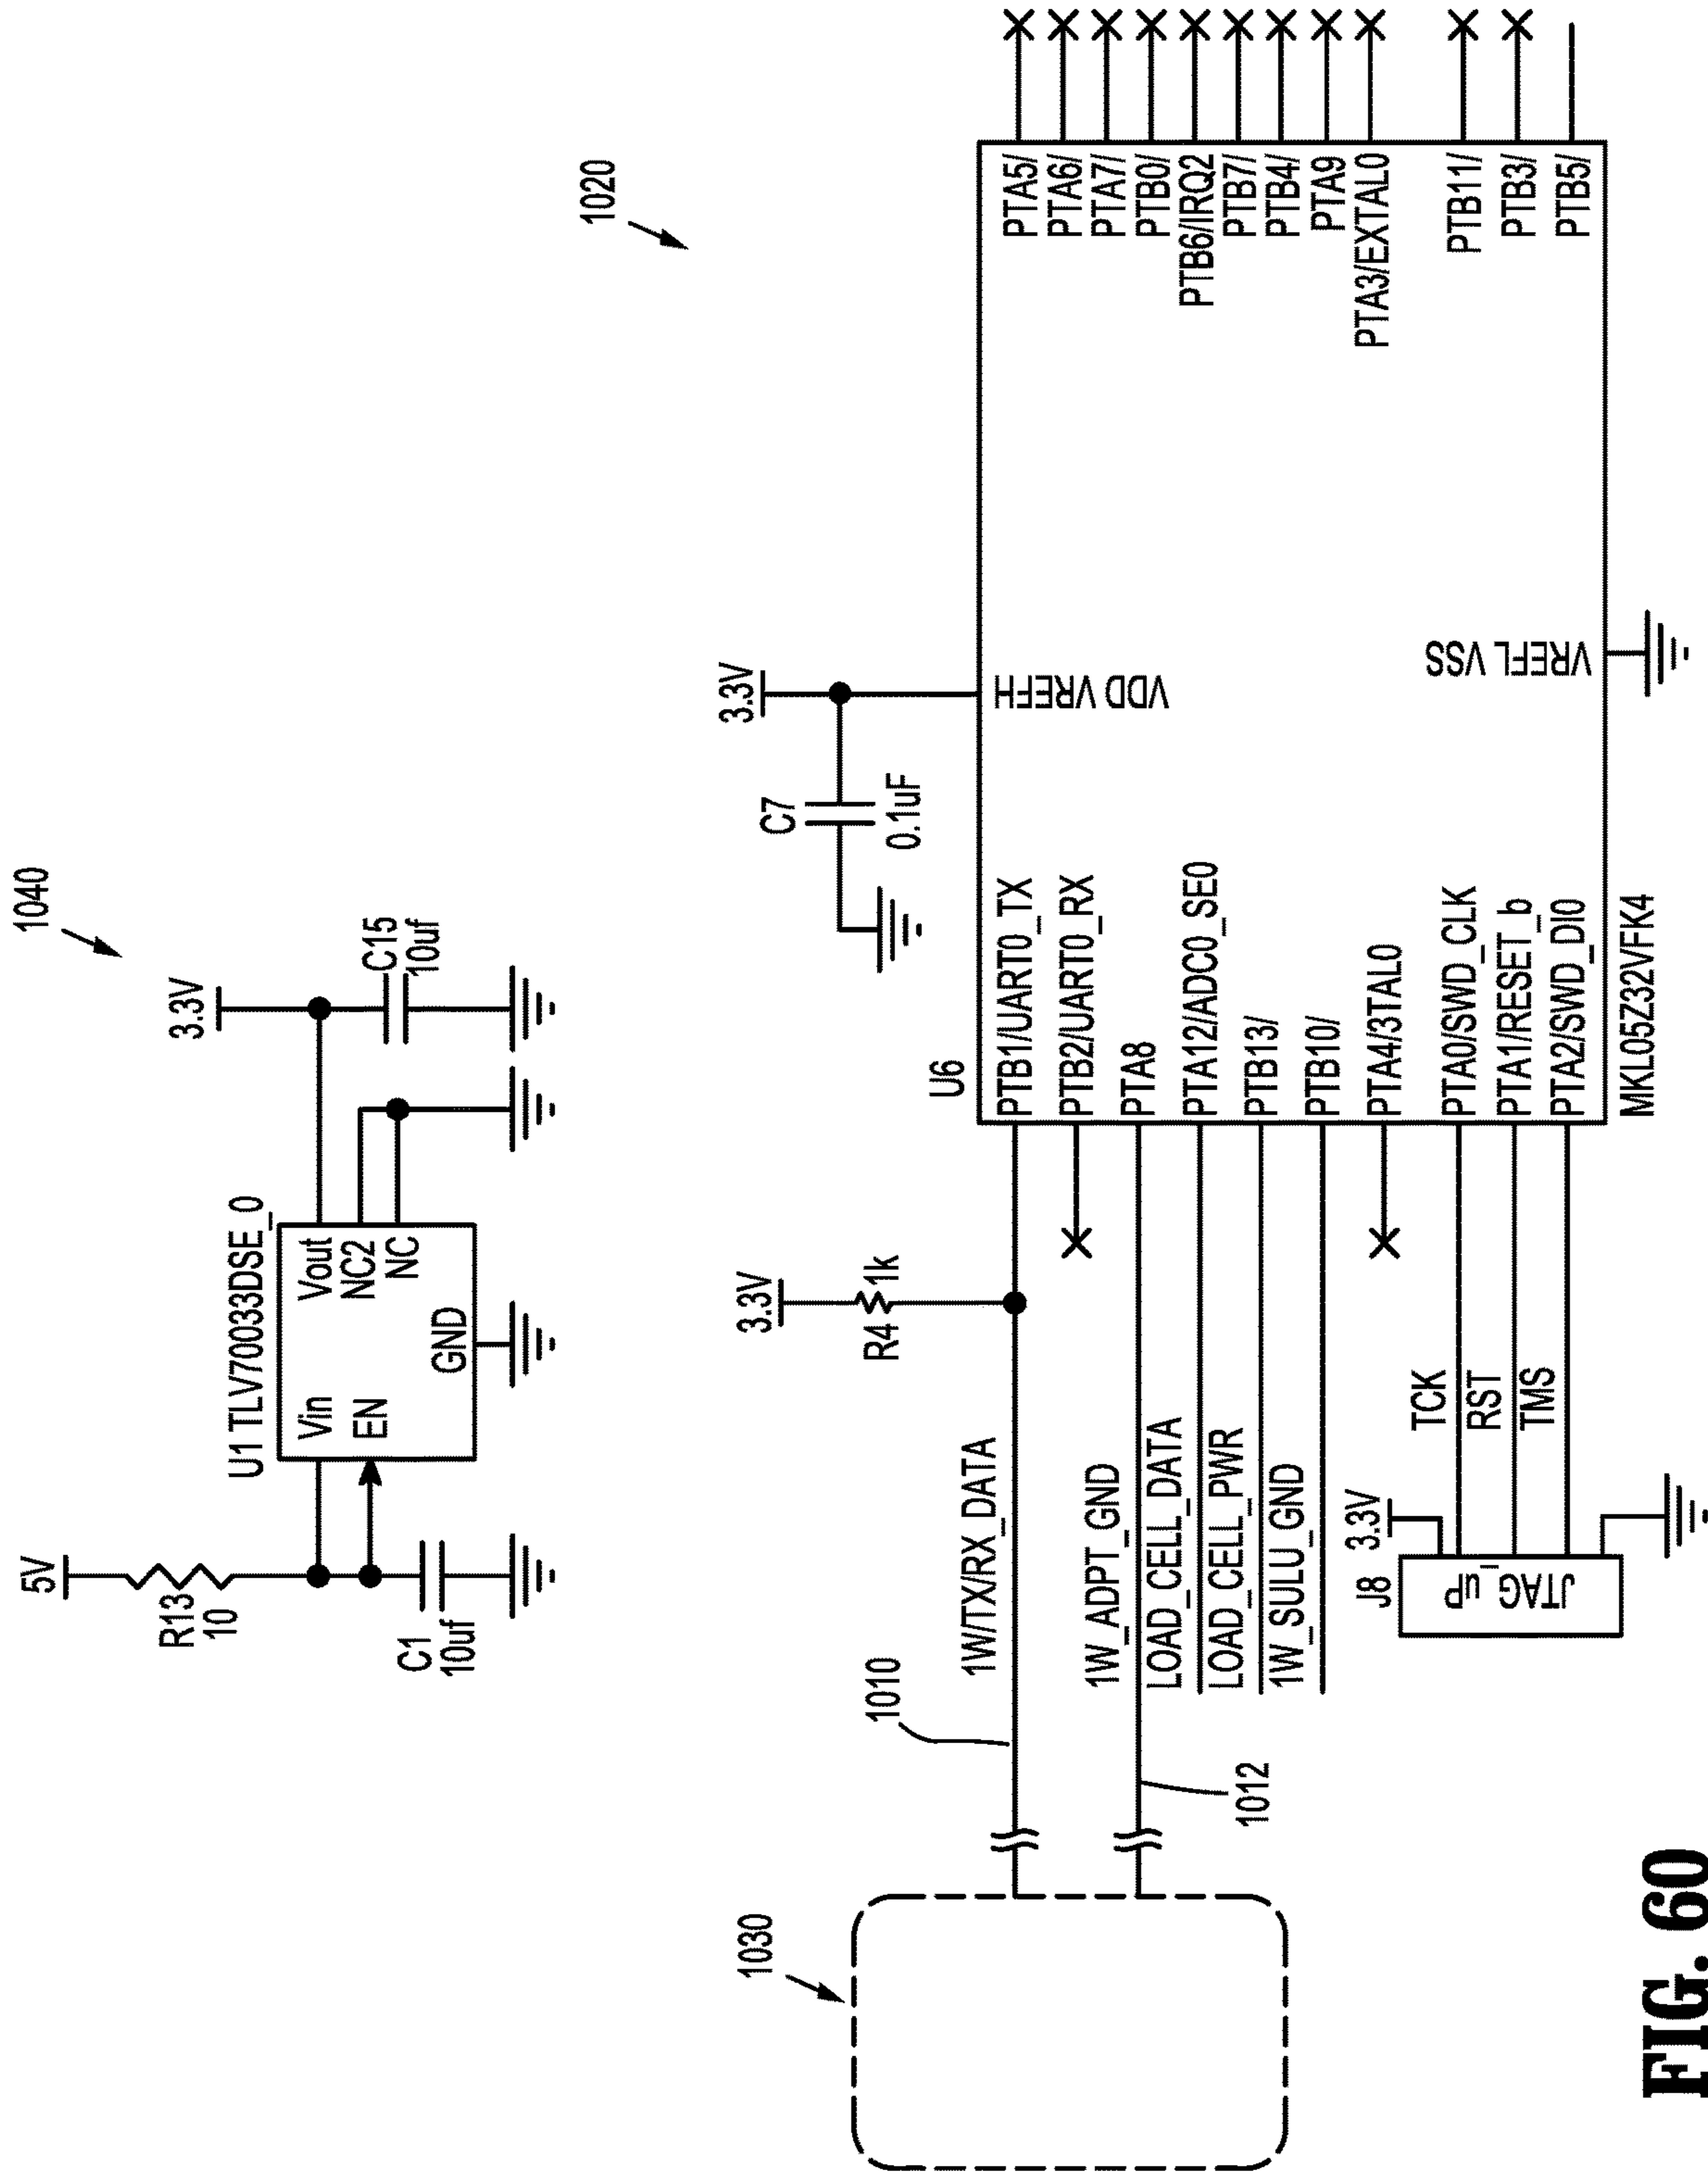 1040
5V
R13
10
C1
10uf
U1 TLV70033DSE_0
Vin
EN
GND
Vout
NC2
NC
3.3V
C15
10uf
1020
3.3V
C7
0.1uF
3.3V
R4
1k
U6
PTB1/UART0_TX
PTB2/UART0_RX
PTA8
PTA12/ADC0_SE0
PTB13/
PTB10/
PTA4/3TAL0
PTA0/SWD_CLK
PTA1/RESET_b
PTA2/SWD_DI0
VDD VREFH
VREFL VSS
PTA5/
PTA6/
PTA7/
PTB0/
PTB6/IRQ2
PTB7/
PTB4/
PTA9
PTA3/EXTAL0
PTB11/
PTB3/
PTB5/
MKL05Z32VFK4
1030
1010
1012
1W/TX/RX_DATA
1W_ADPT_GND
LOAD_CELL_DATA
LOAD_CELL_PWR
1W_SULU_GND
3.3V
J8
JTAG_uP
TCK
RST
TMS
FIG. 60